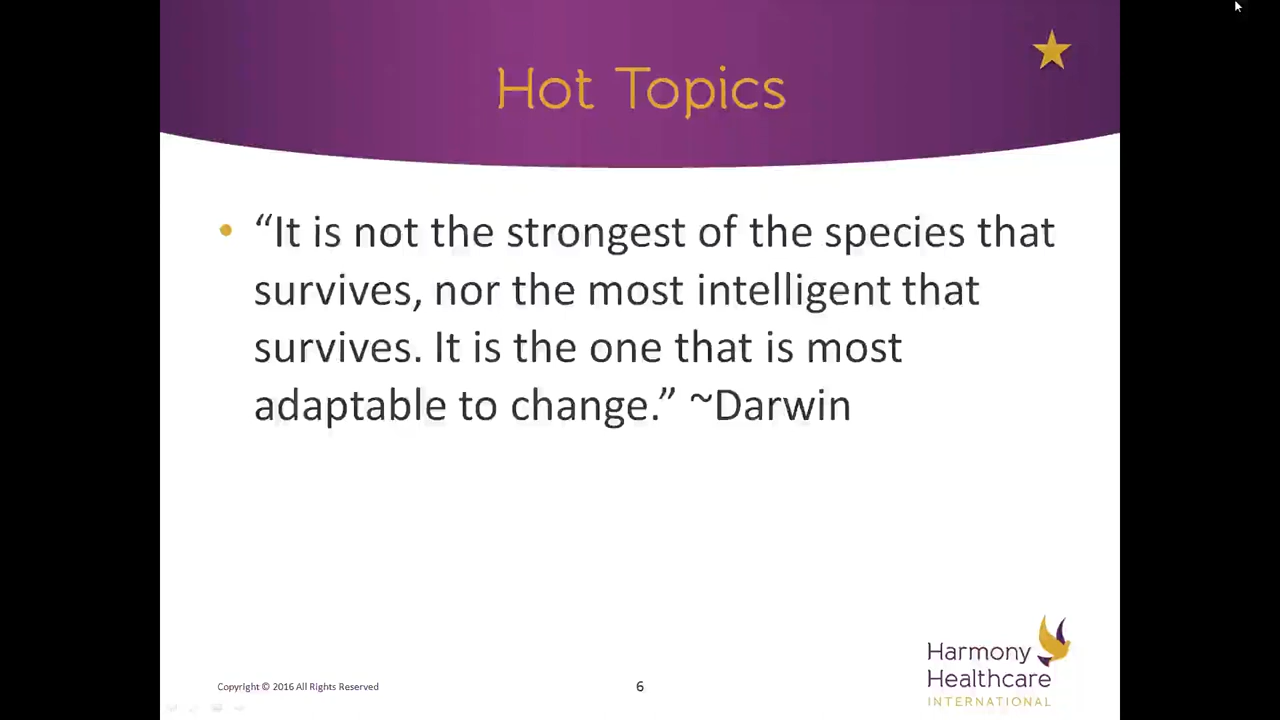 Hot Topics
• “It is not the strongest of the species that
survives, nor the most intelligent that
survives. It is the one that is most
adaptable to change.” ~Darwin
Harmony
Healthcare
INTERNATIONAL
Copyright © 2016 All Rights Reserved
6